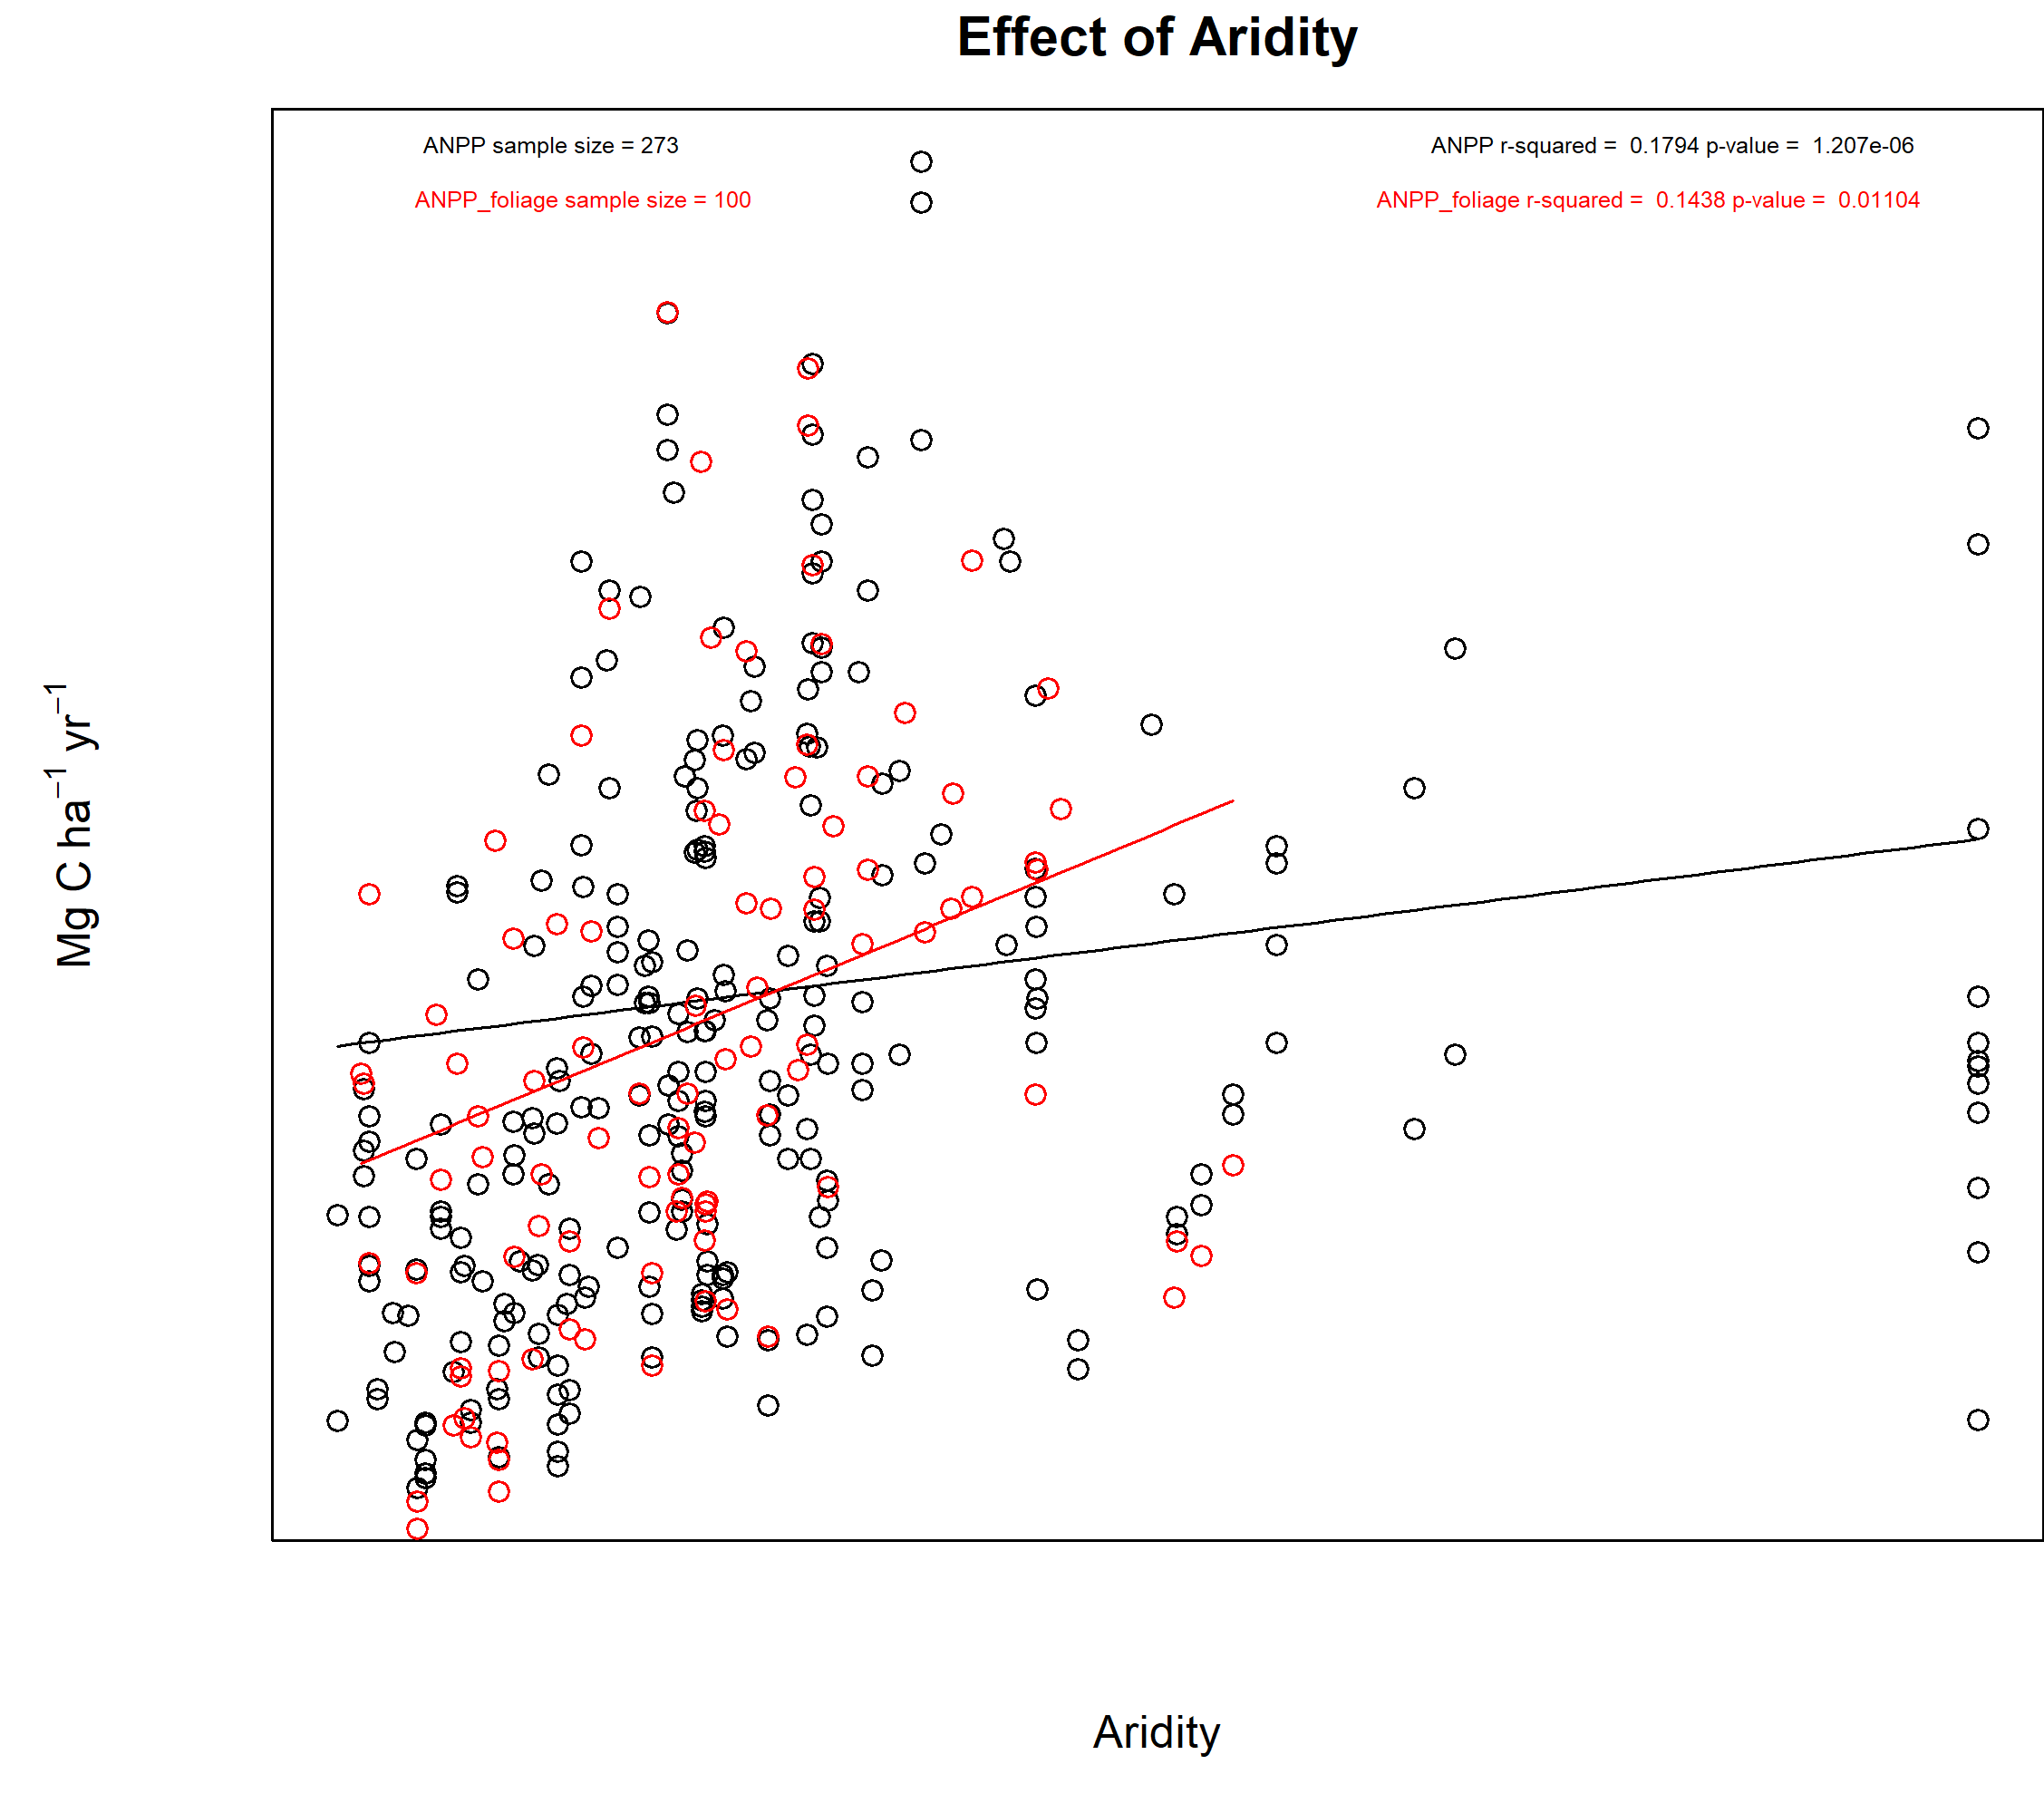 Effect of Aridity
ANPP sample size = 273
ANPP r-squared = 0.1794 p-value = 1.207e-06
ANPP_foliage sample size = 100
ANPP_foliage r-squared = 0.1438 p-value = 0.01104
Mg C ha⁻¹ yr⁻¹
Aridity